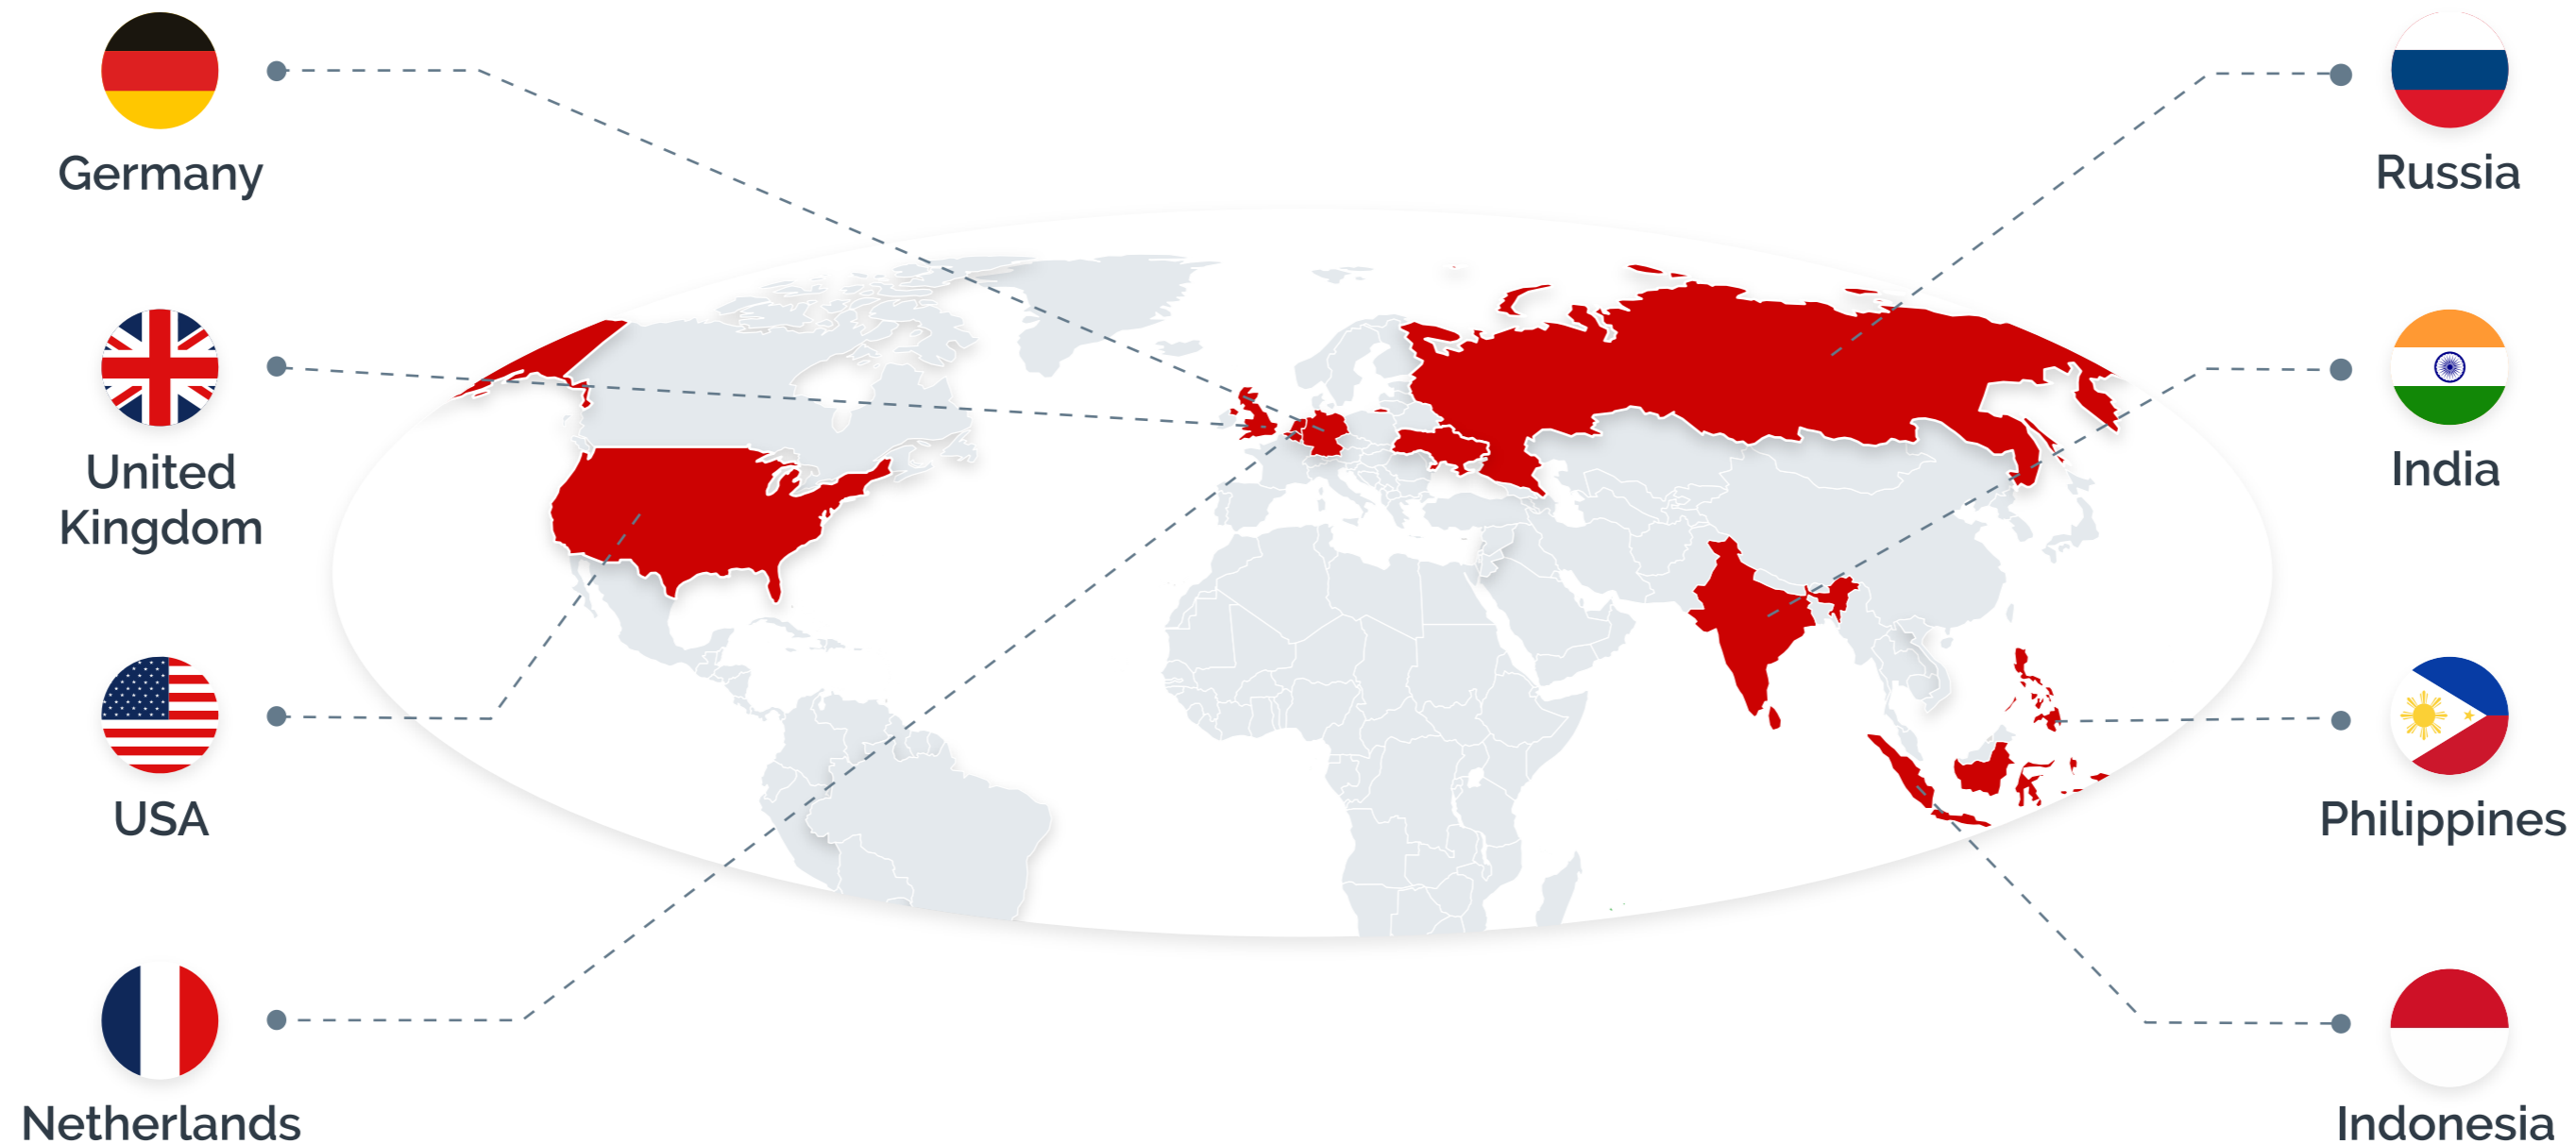 Germany
United
Kingdom
USA
Netherlands
Russia
India
Philippines
Indonesia